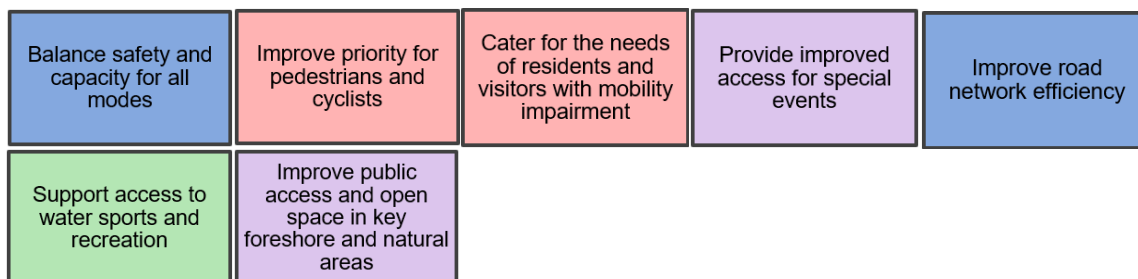 Balance safety and
capacity for all
modes
Improve priority for
pedestrians and
cyclists
Cater for the needs
of residents and
visitors with mobility
impairment
Provide improved
access for special
events
Improve road
network efficiency
Support access to
water sports and
recreation
Improve public
access and open
space in key
foreshore and natural
areas